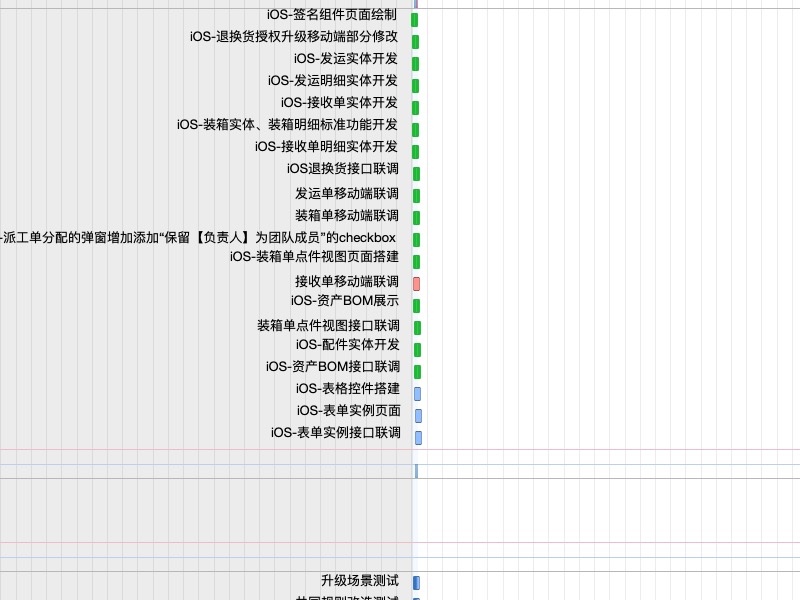 iOS-签名组件页面绘制
iOS-退换货授权升级移动端部分修改
iOS-发运实体开发
iOS-发运明细实体开发
iOS-接收单实体开发
iOS-装箱实体、装箱明细标准功能开发
iOS-接收单明细实体开发
iOS退换货接口联调
发运单移动端联调
装箱单移动端联调
-派工单分配的弹窗增加添加“保留【负责人】为团队成员”的checkbox
iOS-装箱单点件视图页面搭建
接收单移动端联调
iOS-资产BOM展示
装箱单点件视图接口联调
iOS-配件实体开发
iOS-资产BOM接口联调
iOS-表格控件搭建
iOS-表单实例页面
iOS-表单实例接口联调
升级场景测试